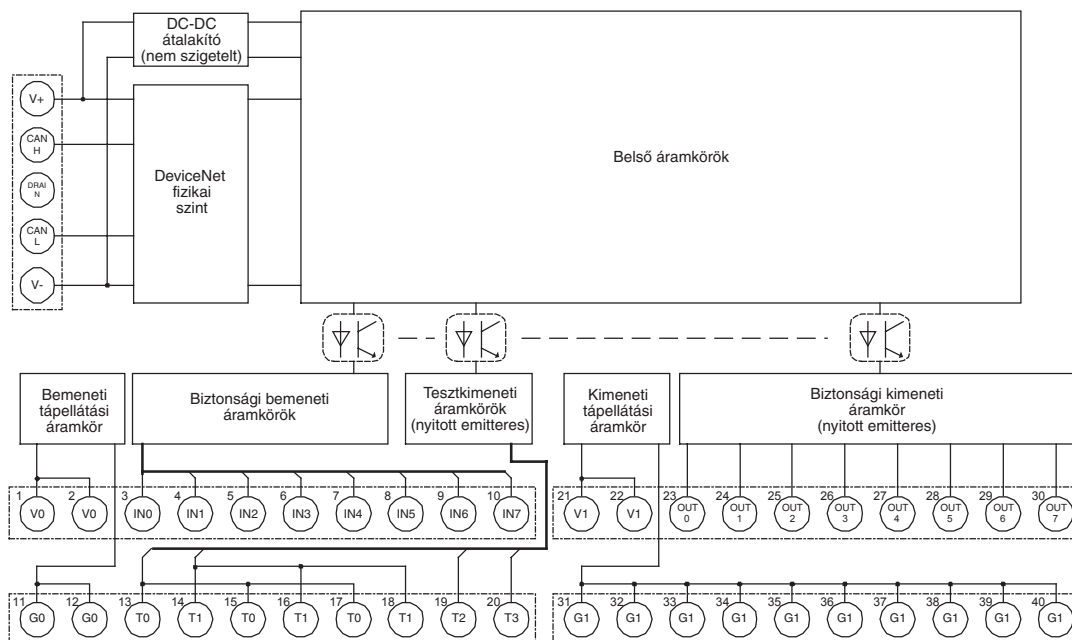 DC-DC
átalakító
(nem szigetelt)
V+
CAN
H
DRAI
N
CAN
L
V-
DeviceNet
fizikai
szint
Belső áramkörök
Bemeneti
tápellátási
áramkör
Biztonsági bemeneti
áramkörök
Tesztkimeneti
áramkörök
(nyitott emitteres)
Kimeneti
tápellátási
áramkör
Biztonsági kimeneti
áramkör
(nyitott emitteres)
1 2 3 4 5 6 7 8 9 10
V0 V0 IN0 IN1 IN2 IN3 IN4 IN5 IN6 IN7
21 22 23 24 25 26 27 28 29 30
V1 V1 OUT OUT OUT OUT OUT OUT OUT OUT
0 1 2 3 4 5 6 7
11 12 13 14 15 16 17 18 19 20
G0 G0 T0 T1 T0 T1 T0 T1 T2 T3
31 32 33 34 35 36 37 38 39 40
G1 G1 G1 G1 G1 G1 G1 G1 G1 G1